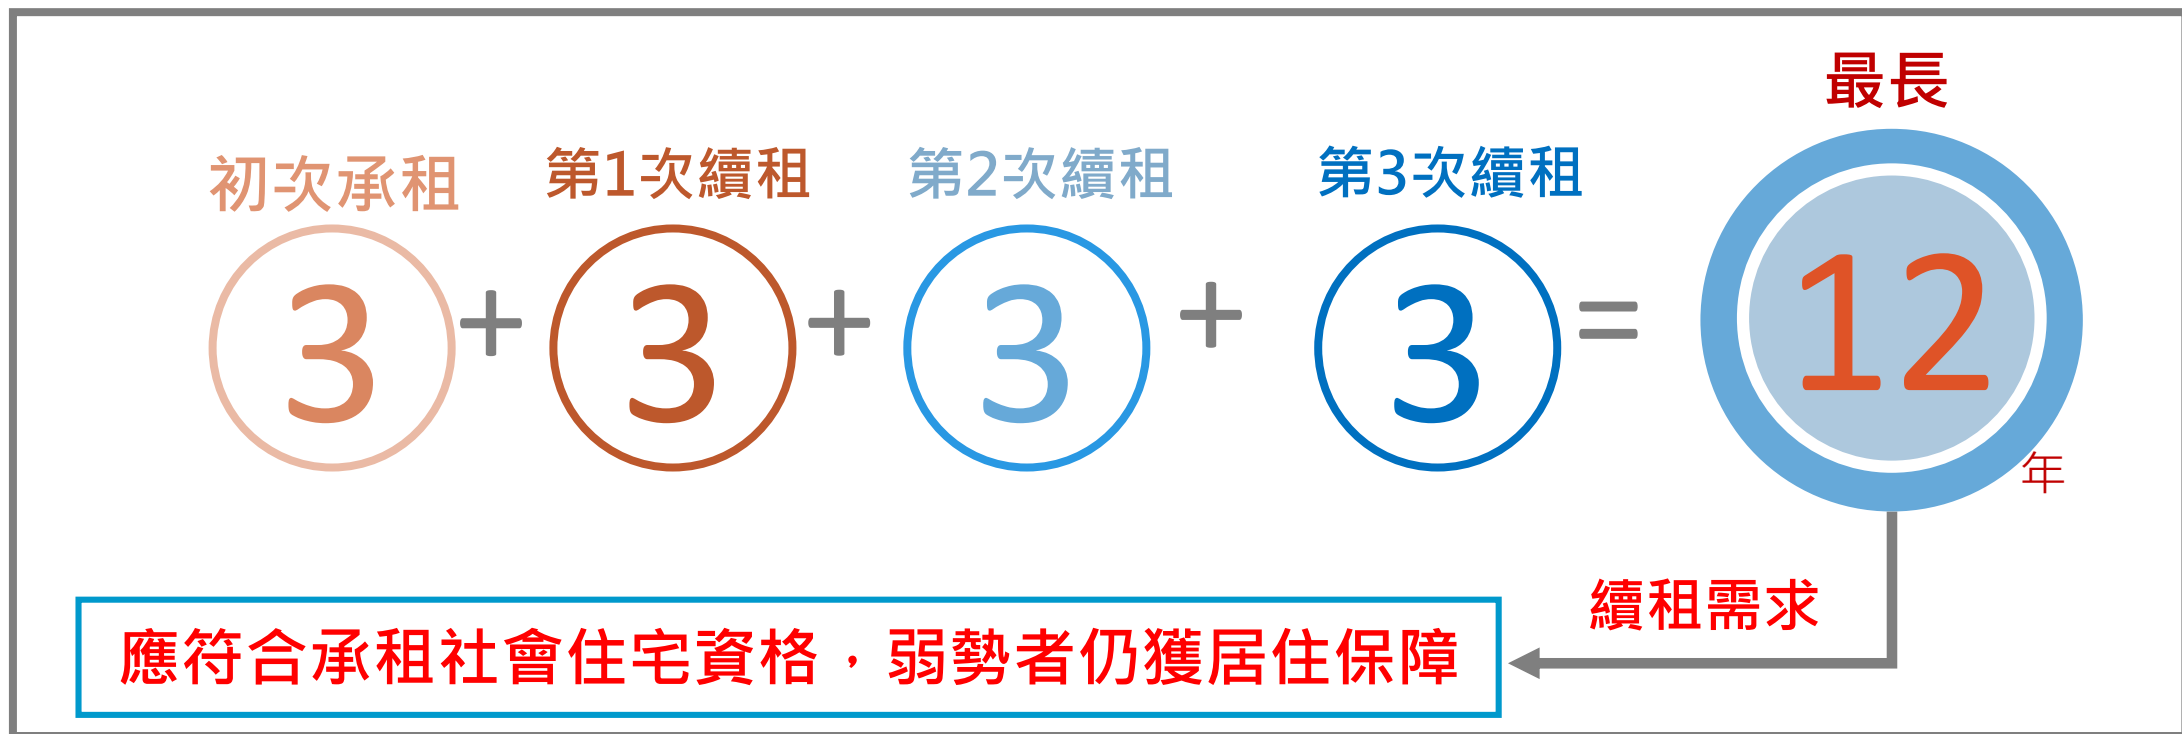 最長
初次承租 第1次續租 第2次續租 第3次續租
3 + 3 + 3 + 3 = 12
年
續租需求
應符合承租社會住宅資格，弱勢者仍獲居住保障